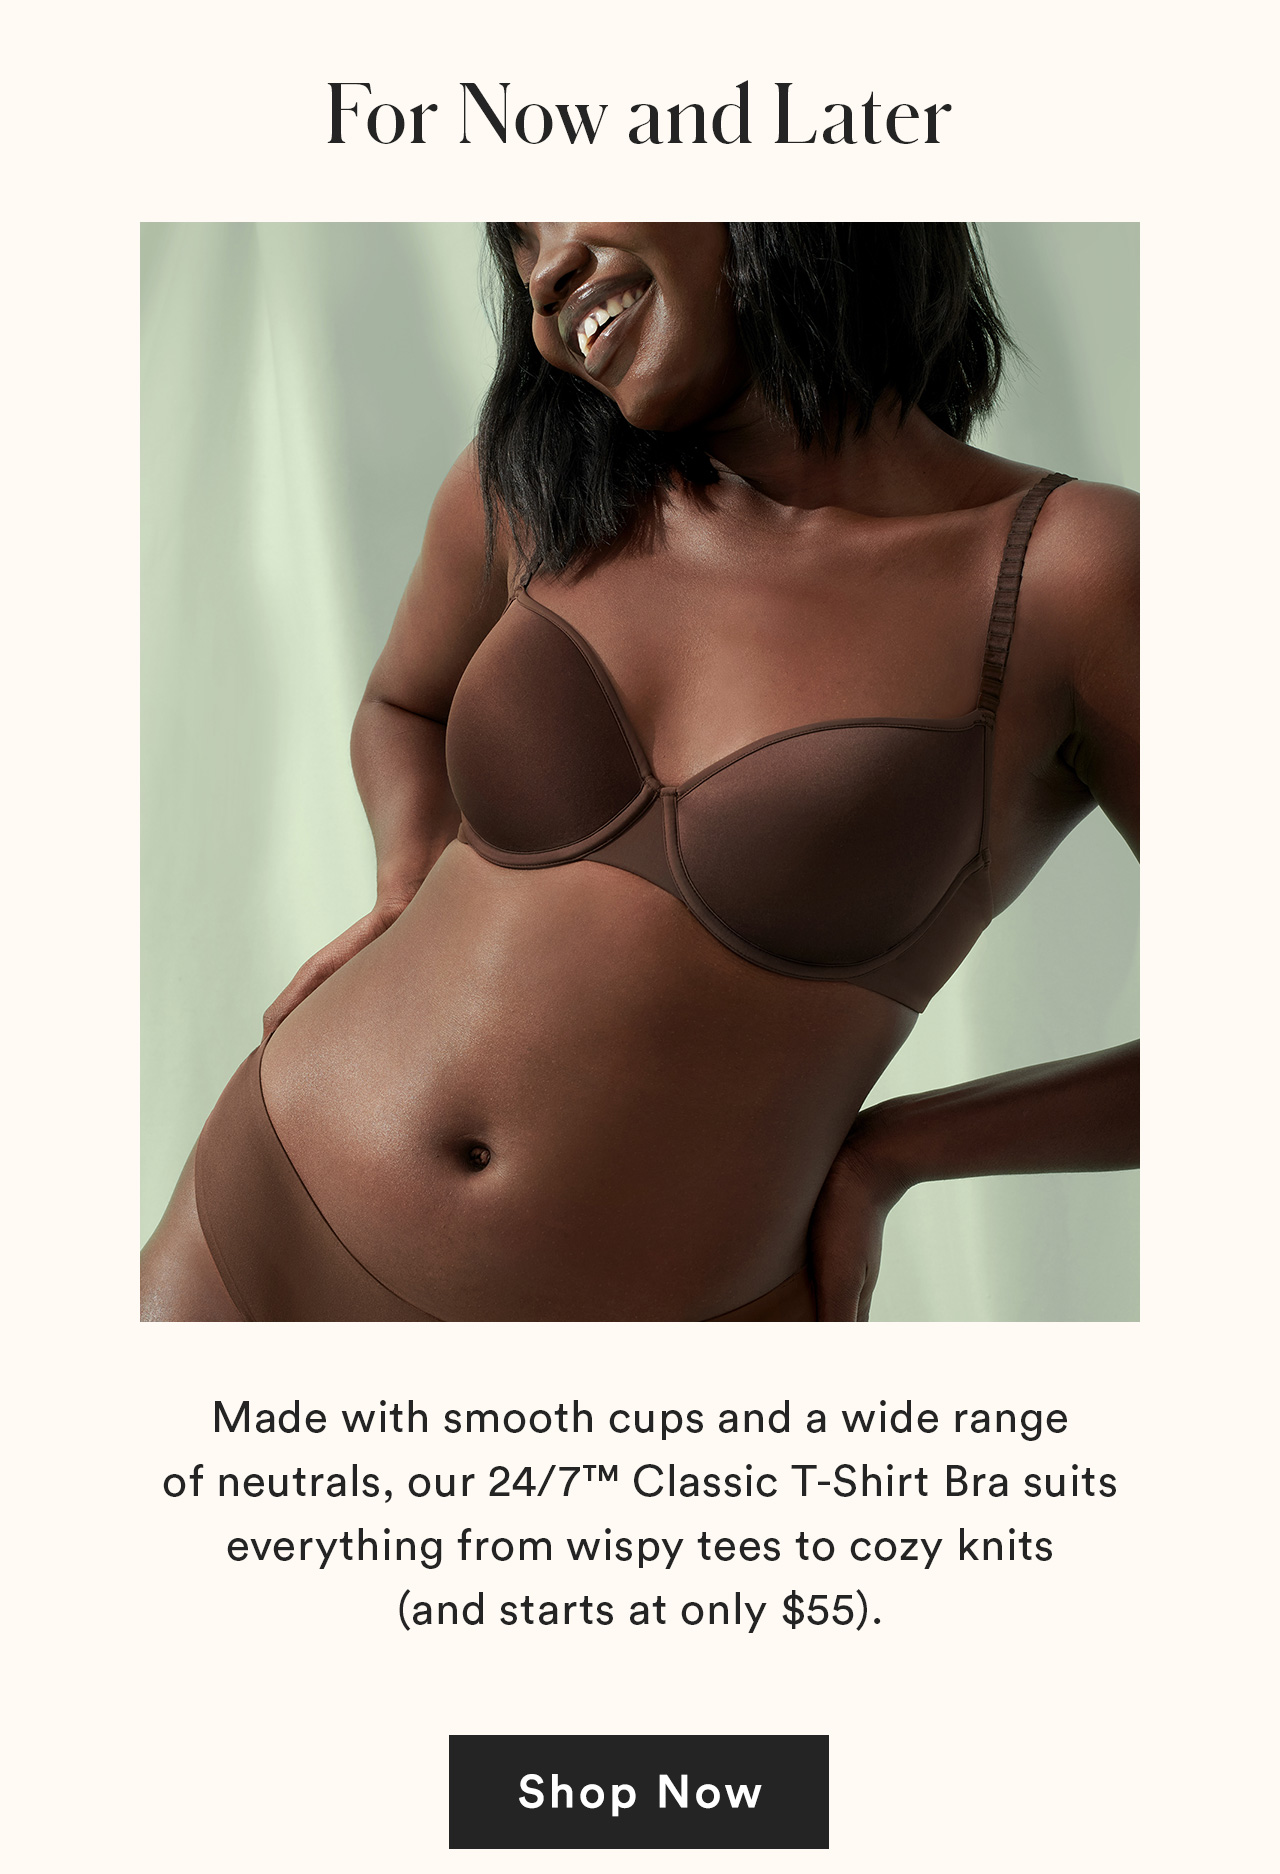 For Now and Later
Made with smooth cups and a wide range
of neutrals, our 24/7™ Classic T-Shirt Bra suits
everything from wispy tees to cozy knits
(and starts at only $55).
Shop Now